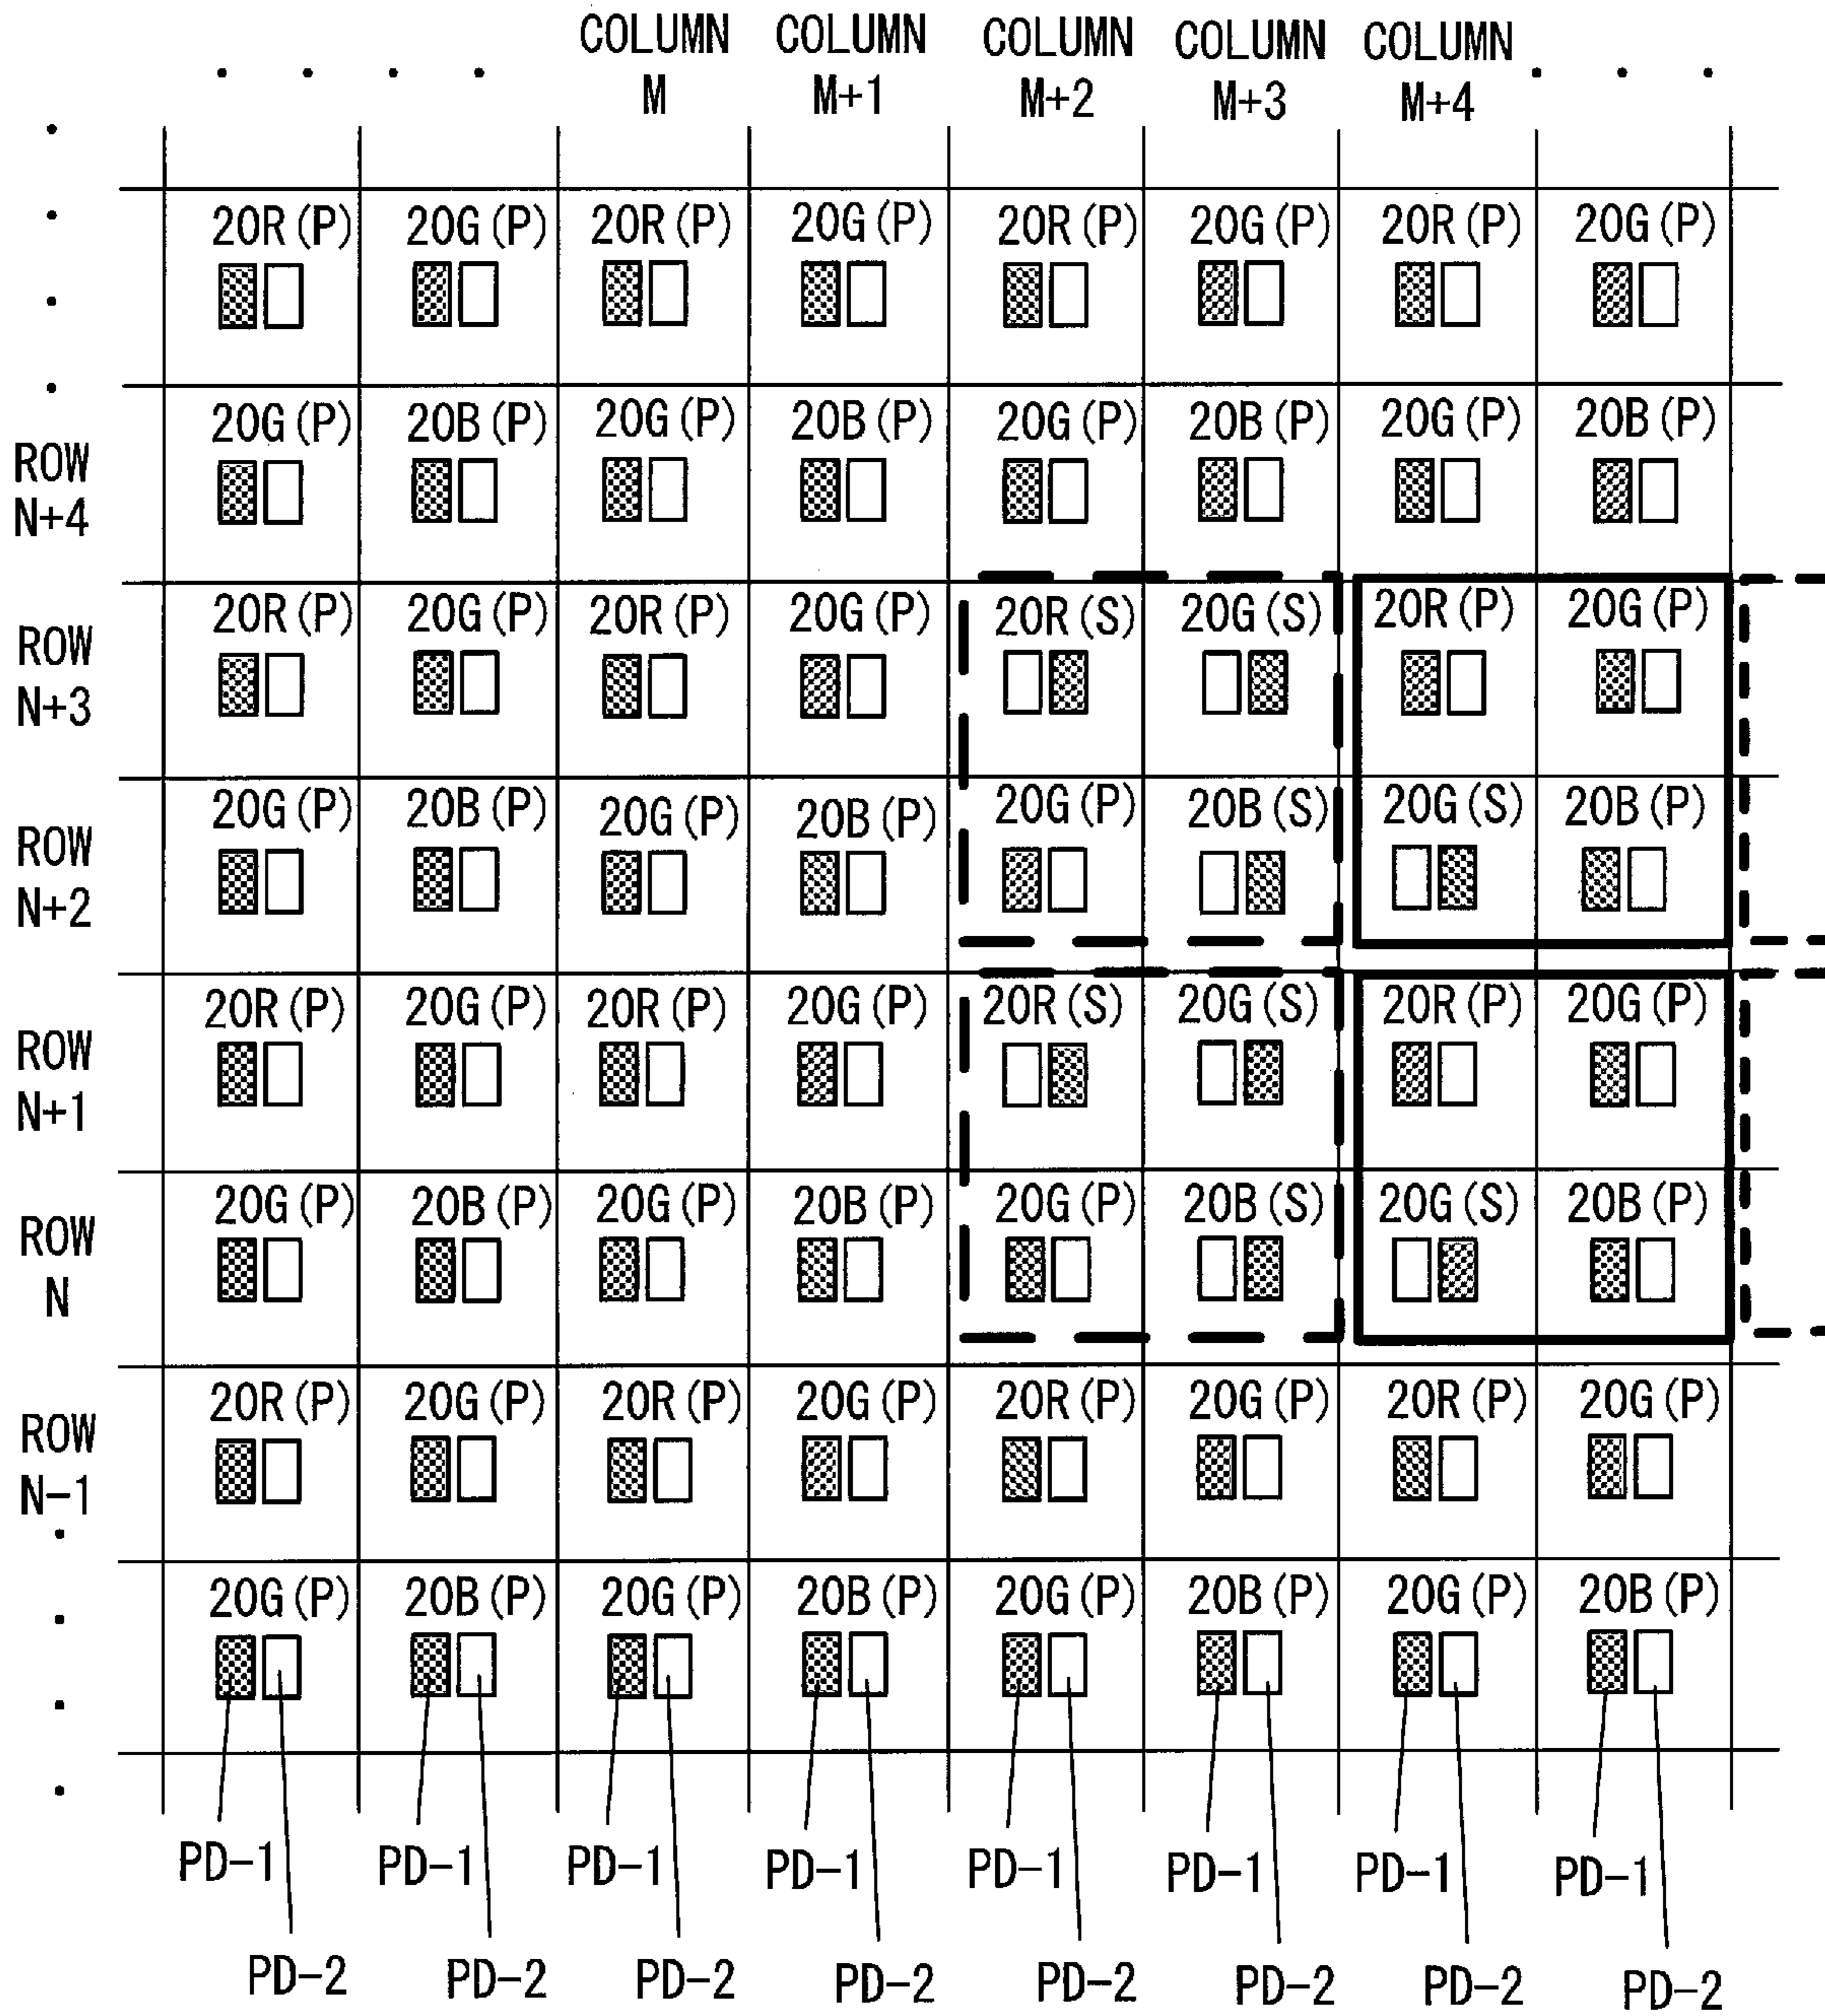 COLUMN M COLUMN M+1 COLUMN M+2 COLUMN M+3 COLUMN M+4
20R(P) 20G(P) 20R(P) 20G(P) 20R(P) 20G(P) 20R(P) 20G(P)
ROW N+4 20G(P) 20B(P) 20G(P) 20B(P) 20G(P) 20B(P) 20G(P) 20B(P)
ROW N+3 20R(P) 20G(P) 20R(P) 20G(P) 20R(S) 20G(S) 20R(P) 20G(P)
ROW N+2 20G(P) 20B(P) 20G(P) 20B(P) 20G(P) 20B(S) 20G(S) 20B(P)
ROW N+1 20R(P) 20G(P) 20R(P) 20G(P) 20R(S) 20G(S) 20R(P) 20G(P)
ROW N 20G(P) 20B(P) 20G(P) 20B(P) 20G(P) 20B(S) 20G(S) 20B(P)
ROW N-1 20R(P) 20G(P) 20R(P) 20G(P) 20R(P) 20G(P) 20R(P) 20G(P)
20G(P) 20B(P) 20G(P) 20B(P) 20G(P) 20B(P) 20G(P) 20B(P)
PD-1 PD-1 PD-1 PD-1 PD-1 PD-1 PD-1 PD-1
PD-2 PD-2 PD-2 PD-2 PD-2 PD-2 PD-2 PD-2